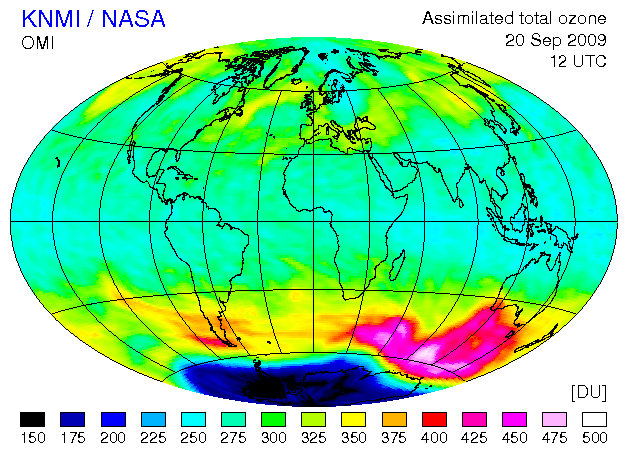 KNMI / NASA
OMI
Assimilated total ozone
20 Sep 2009
12 UTC
[DU]
150 175 200 225 250 275 300 325 350 375 400 425 450 475 500